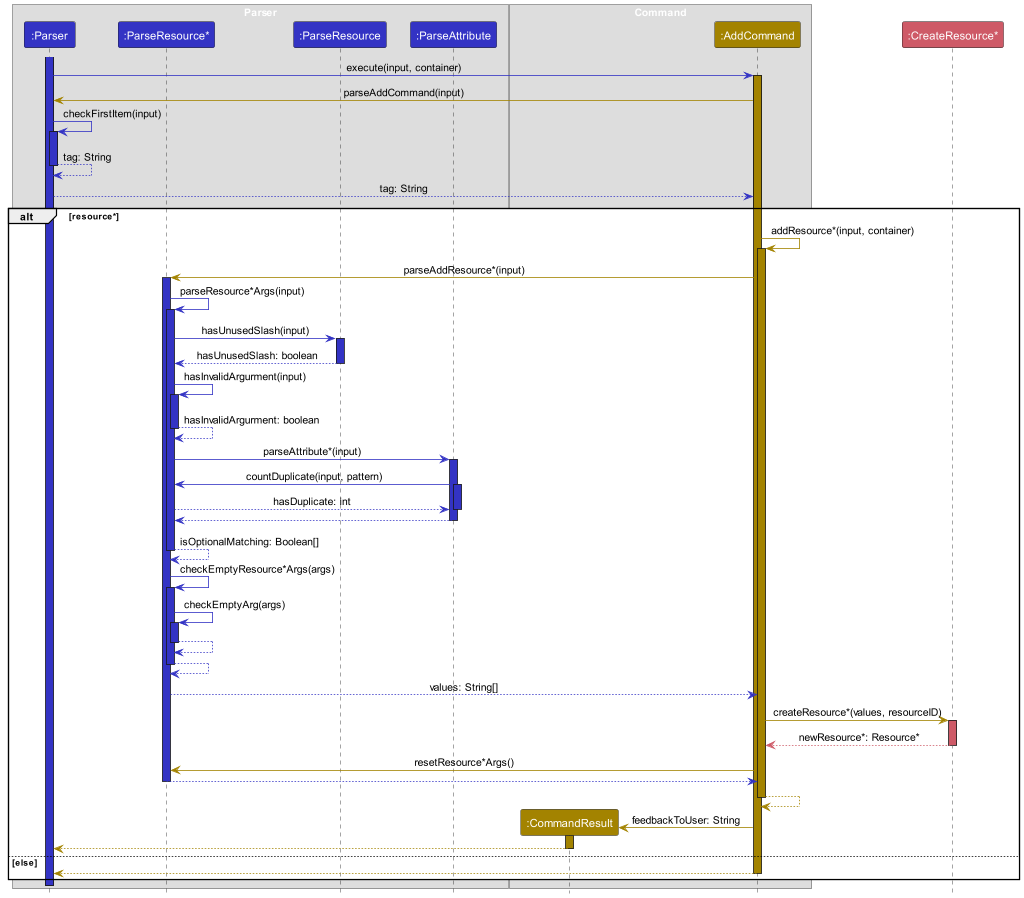 Parser
Command
:Parser
:ParseResource*
:ParseResource
:ParseAttribute
:AddCommand
:CreateResource*
execute(input, container)
parseAddCommand(input)
checkFirstItem(input)
tag: String
tag: String
alt
[resource*]
addResource*(input, container)
parseAddResource*(input)
parseResource*Args(input)
hasUnusedSlash(input)
hasUnusedSlash: boolean
hasInvalidArgurment(input)
hasInvalidArgurment: boolean
parseAttribute*(input)
countDuplicate(input, pattern)
hasDuplicate: int
isOptionalMatching: Boolean[]
checkEmptyResource*Args(args)
checkEmptyArg(args)
values: String[]
createResource*(values, resourceID)
newResource*: Resource*
resetResource*Args()
:CommandResult
feedbackToUser: String
[else]